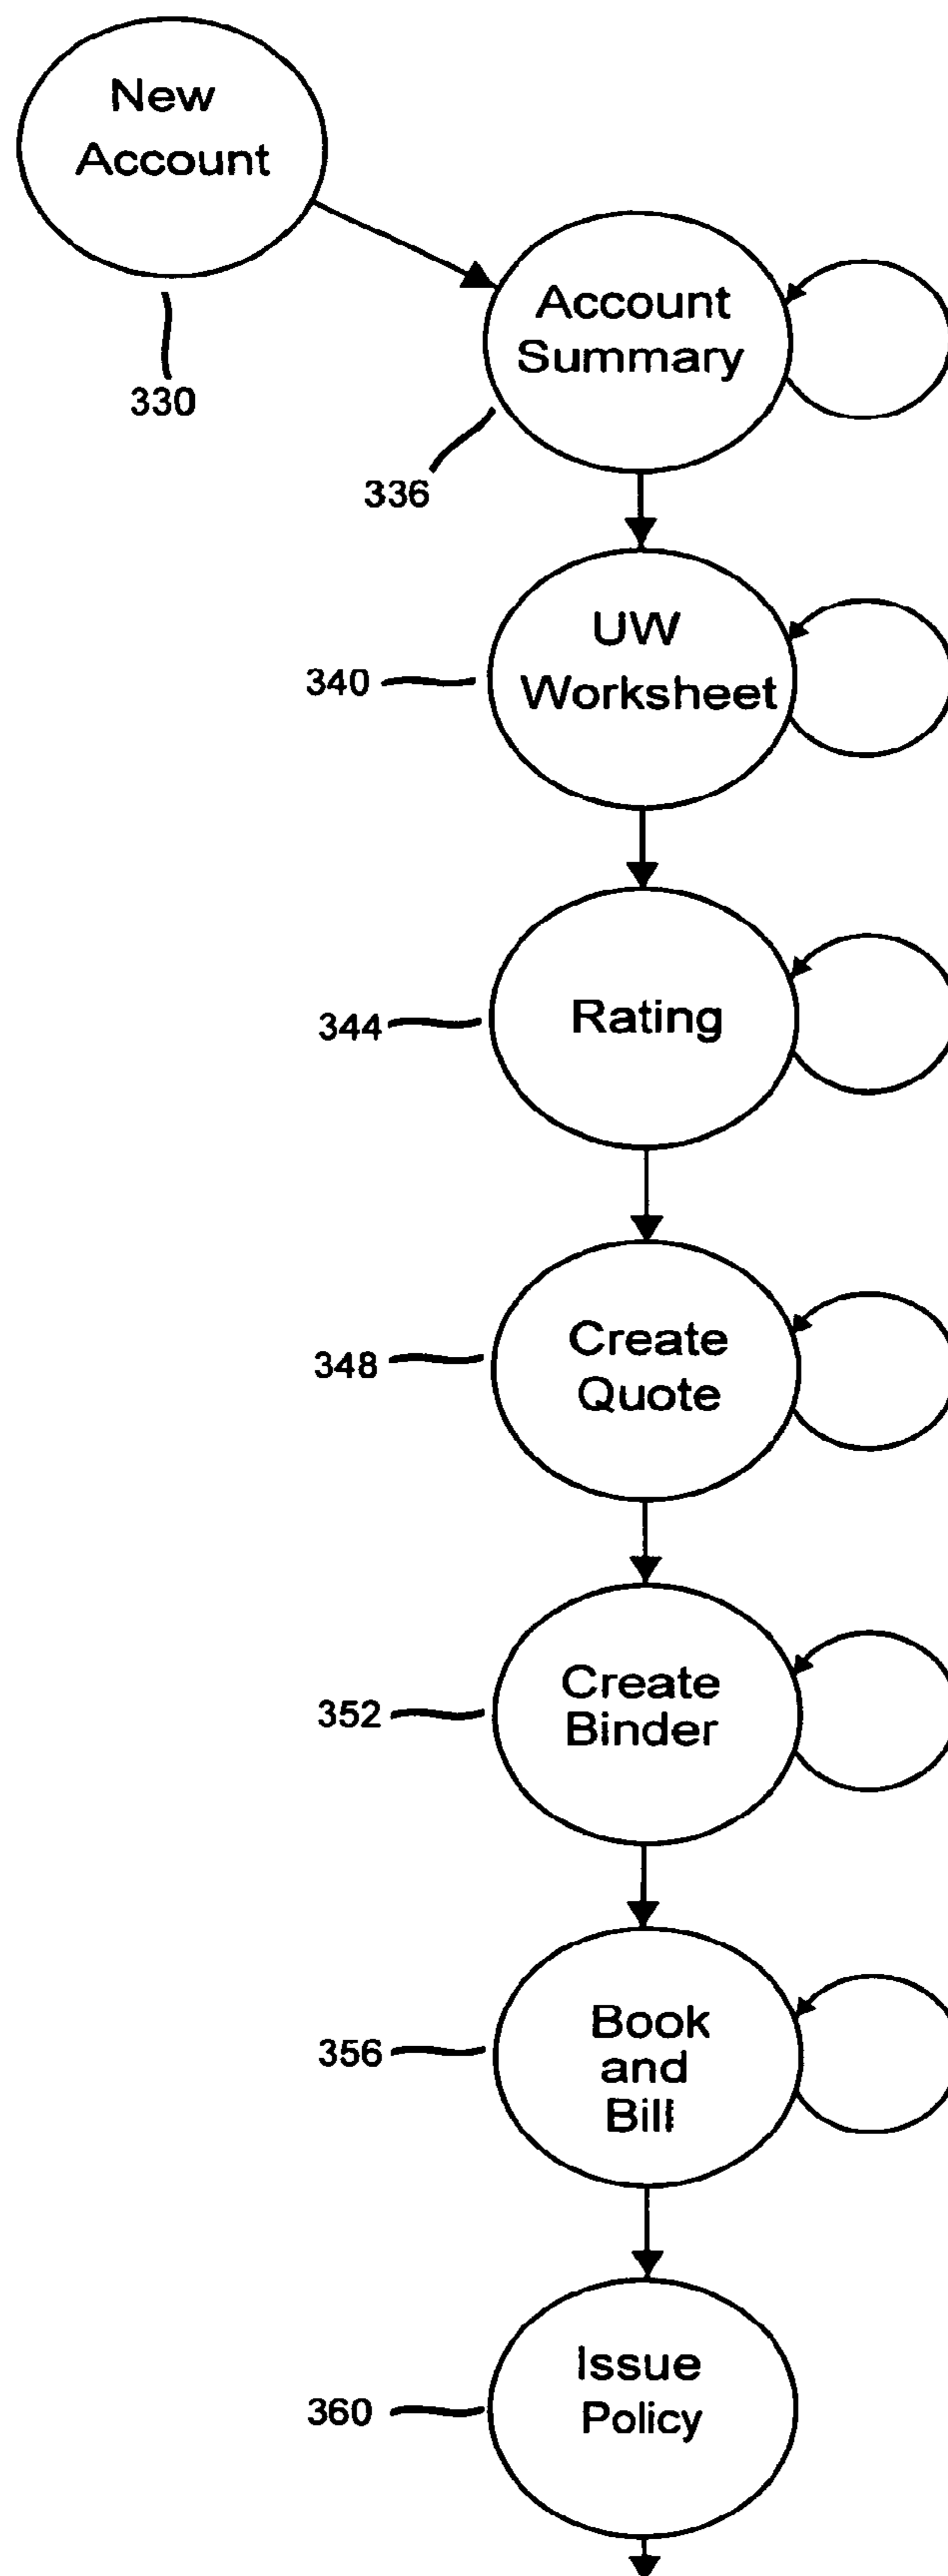 New
Account
330
Account
Summary
336
UW
Worksheet
340
Rating
344
Create
Quote
348
Create
Binder
352
Book
and
Bill
356
Issue
Policy
360